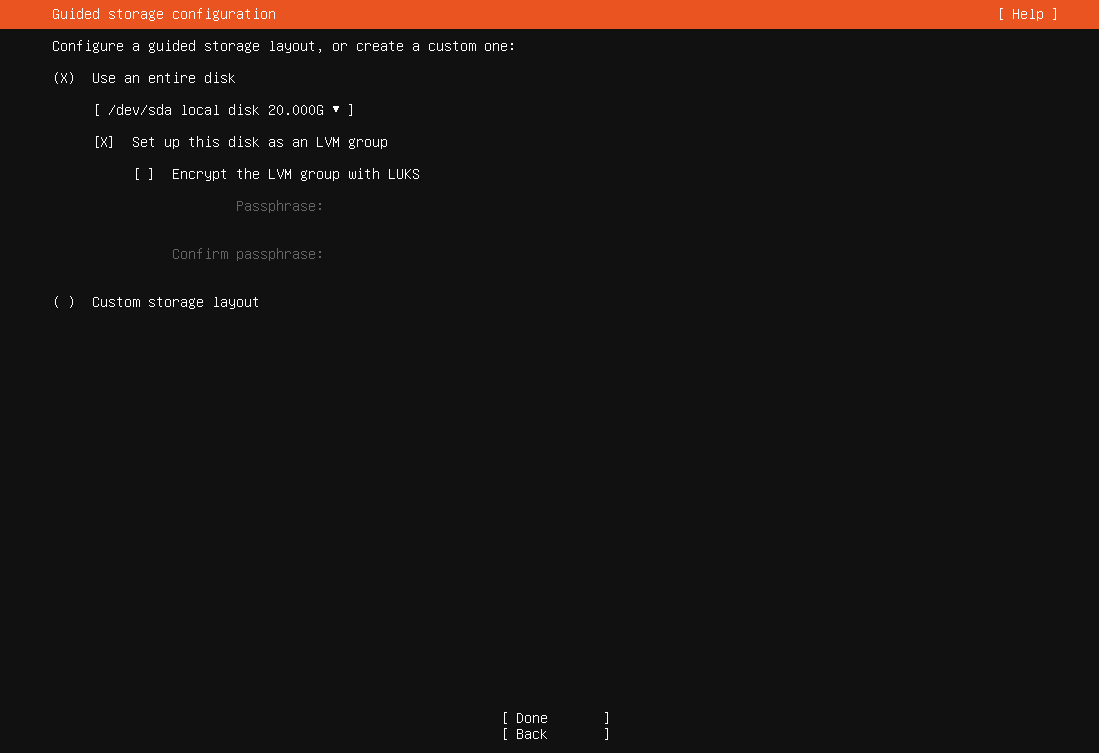 Guided storage configuration [ Help ]
Configure a guided storage layout, or create a custom one:
(X) Use an entire disk
[ /dev/sda local disk 20.000G ▾ ]
[X] Set up this disk as an LVM group
[ ] Encrypt the LVM group with LUKS
Passphrase:
Confirm passphrase:
( ) Custom storage layout
[ Done ]
[ Back ]